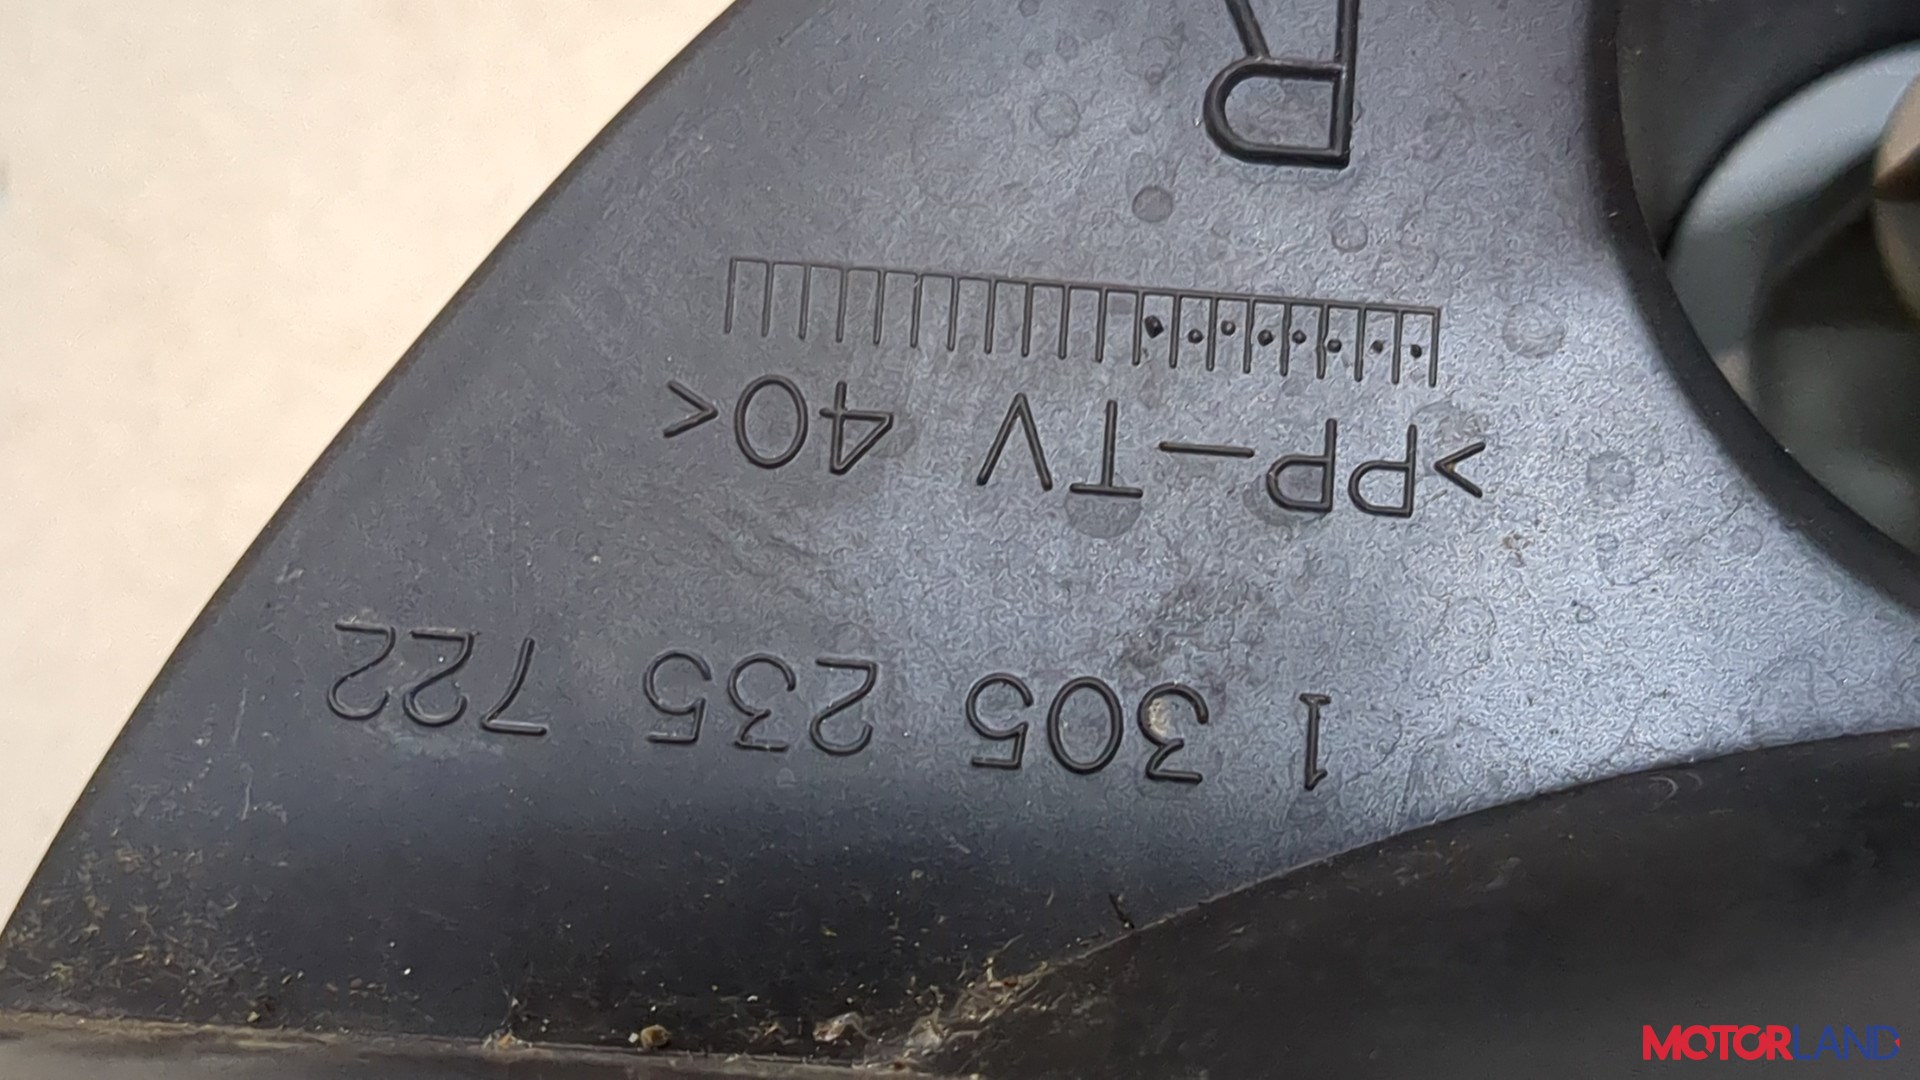 1 305 235 722
>PP-TV 40<
R
MOTORLAND